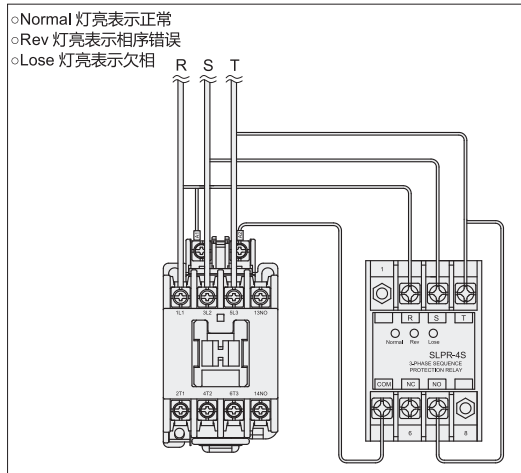 ○Normal 灯亮表示正常
○Rev 灯亮表示相序错误
○Lose 灯亮表示欠相
R S T
A1 A2
1L1 3L2 5L3 13NO
2T1 4T2 6T3 14NO
1
R S T
Normal Rev Lose
SLPR-4S
3-PHASE SEQUENCE
PROTECTION RELAY
COM NC NO
6 8